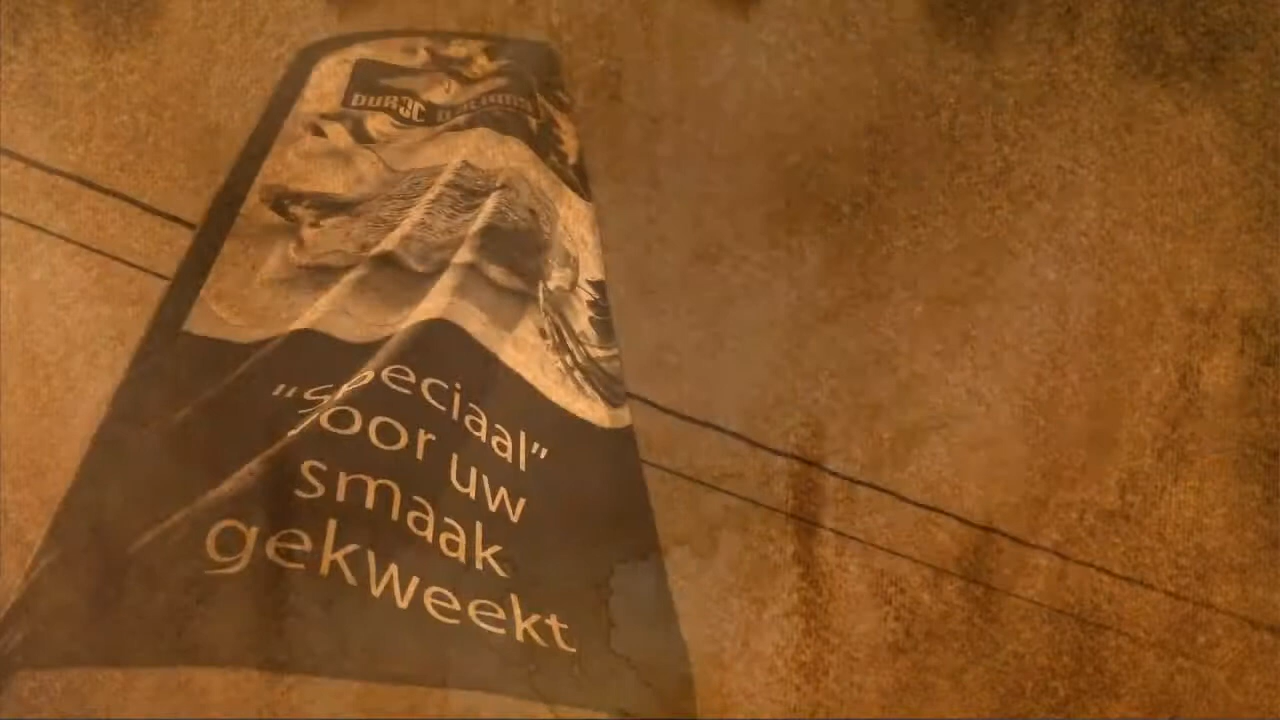 "speciaal"
voor uw
smaak
gekweekt